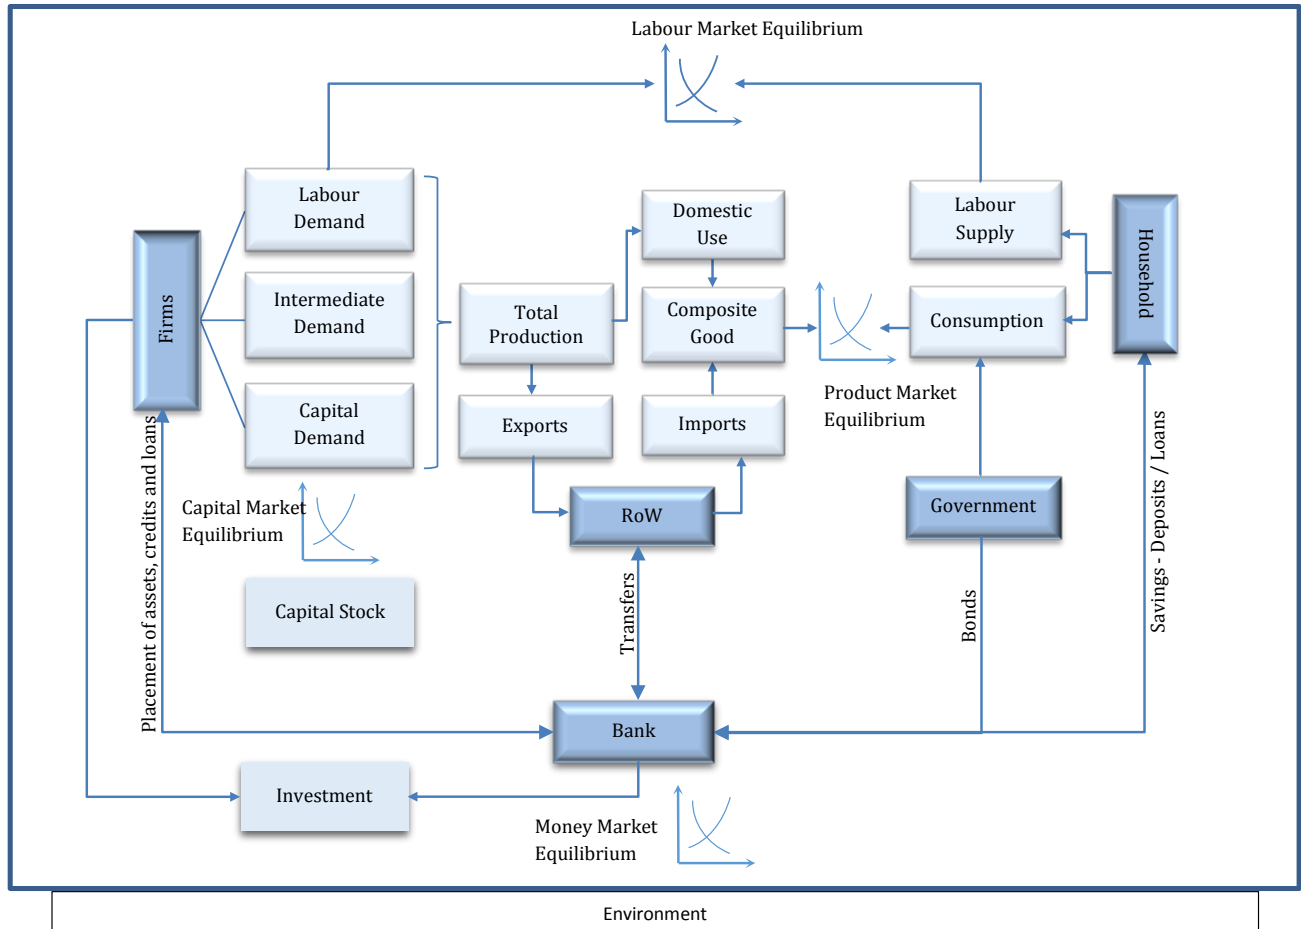 Labour Market Equilibrium
Labour
Demand
Domestic
Use
Labour
Supply
Household
Firms
Intermediate
Demand
Total
Production
Composite
Good
Consumption
Product Market
Equilibrium
Capital
Demand
Exports
Imports
Placement of assets, credits and loans
Capital Market
Equilibrium
RoW
Government
Savings - Deposits / Loans
Capital Stock
Transfers
Bonds
Bank
Investment
Money Market
Equilibrium
Environment